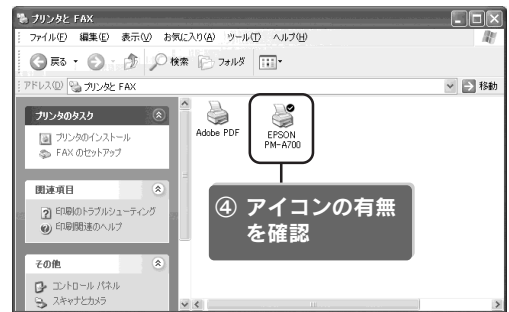 プリンタと FAX
ファイル(F) 編集(E) 表示(V) お気に入り(A) ツール(T) ヘルプ(H)
戻る 検索 フォルダ
アドレス(D) プリンタと FAX 移動
プリンタのタスク
プリンタのインストール
FAX のセットアップ
関連項目
印刷のトラブルシューティング
印刷関連のヘルプ
その他
コントロール パネル
スキャナとカメラ
Adobe PDF
EPSON
PM-A700
④ アイコンの有無
を確認